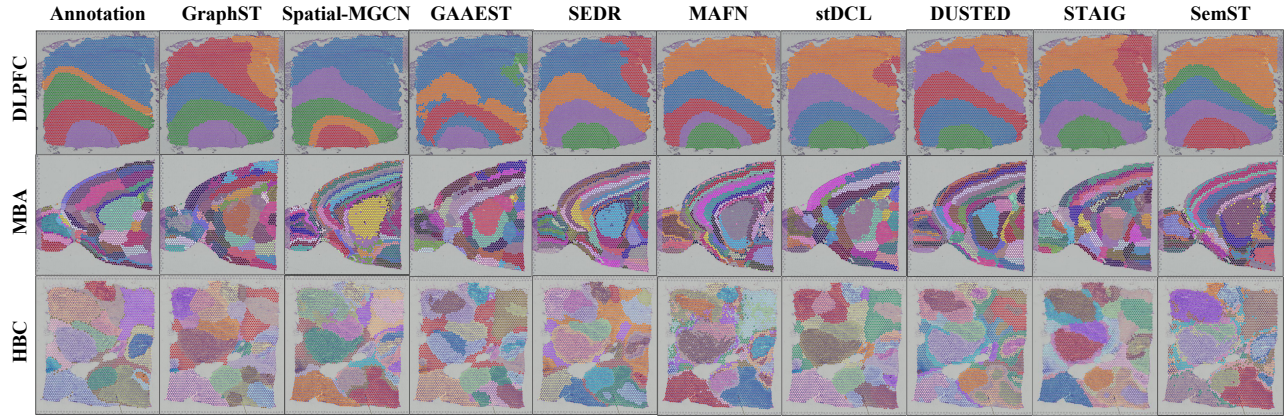 Annotation GraphST Spatial-MGCN GAAEST SEDR MAFN stDCL DUSTED STAIG SemST
DLPFC
MBA
HBC